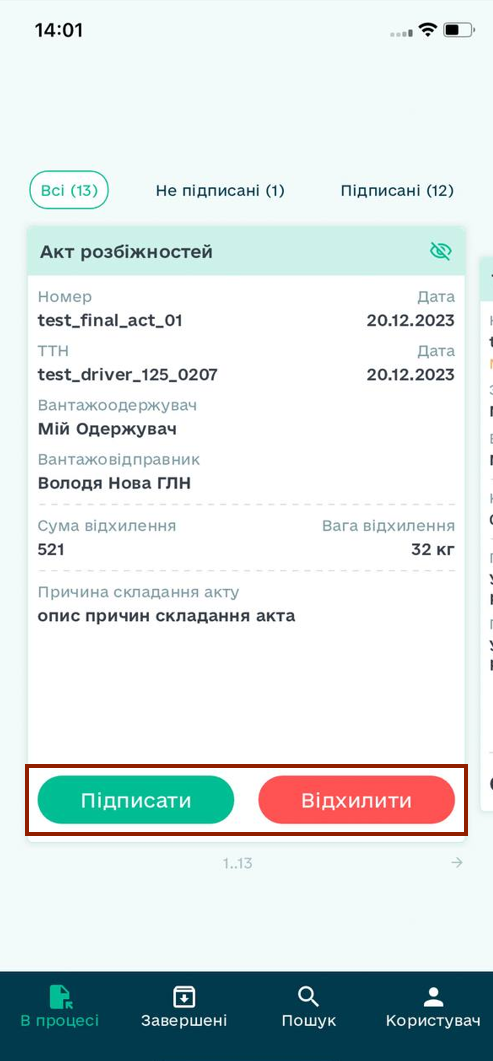 14:01
Всі (13) Не підписані (1) Підписані (12)
Акт розбіжностей
Номер Дата
test_final_act_01 20.12.2023
ТТН Дата
test_driver_125_0207 20.12.2023
Вантажоодержувач
Мій Одержувач
Вантажовідправник
Володя Нова ГЛН
Сума відхилення Вага відхилення
521 32 кг
Причина складання акту
опис причин складання акта
Підписати Відхилити
1..13
В процесі Завершені Пошук Користувач